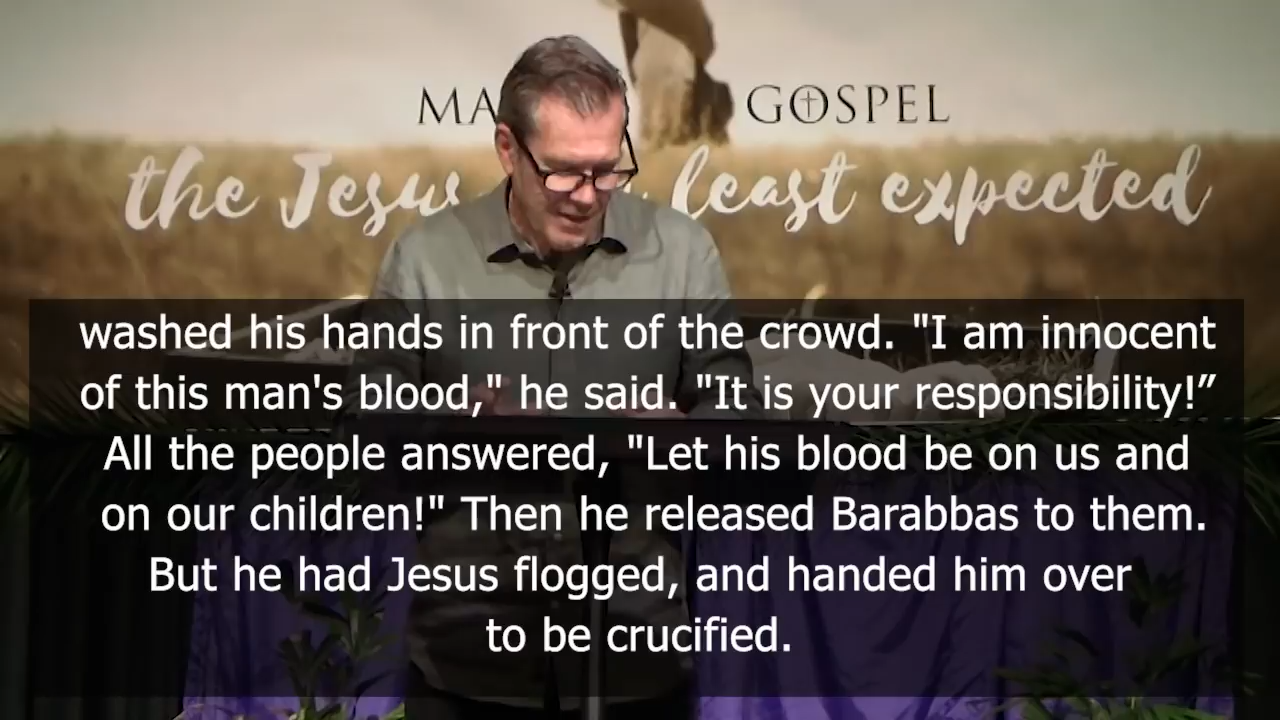 MA GOSPEL
the Jesus least expected
washed his hands in front of the crowd. "I am innocent
of this man's blood," he said. "It is your responsibility!”
All the people answered, "Let his blood be on us and
on our children!" Then he released Barabbas to them.
But he had Jesus flogged, and handed him over
to be crucified.